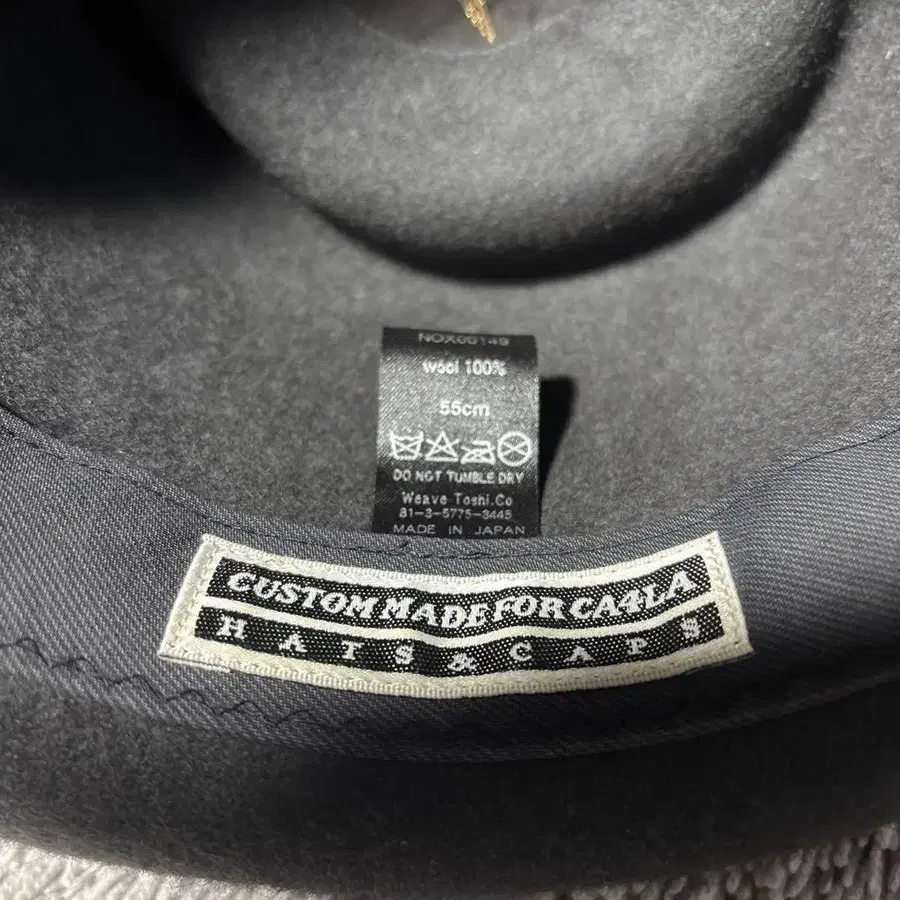 NOX00149
wool 100%
55cm
DO NOT TUMBLE DRY
Weave Toshi.Co
81-3-5775-3445
MADE IN JAPAN
CUSTOM MADE FOR CA4LA
HATS & CAPS